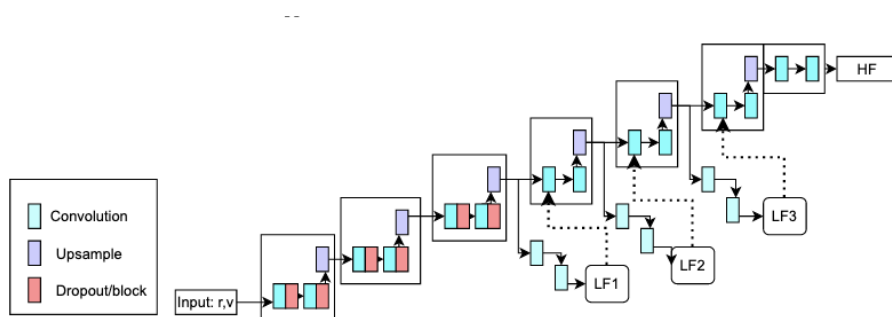 HF
Convolution
Upsample
Dropout/block
Input: r,v
LF1
LF2
LF3